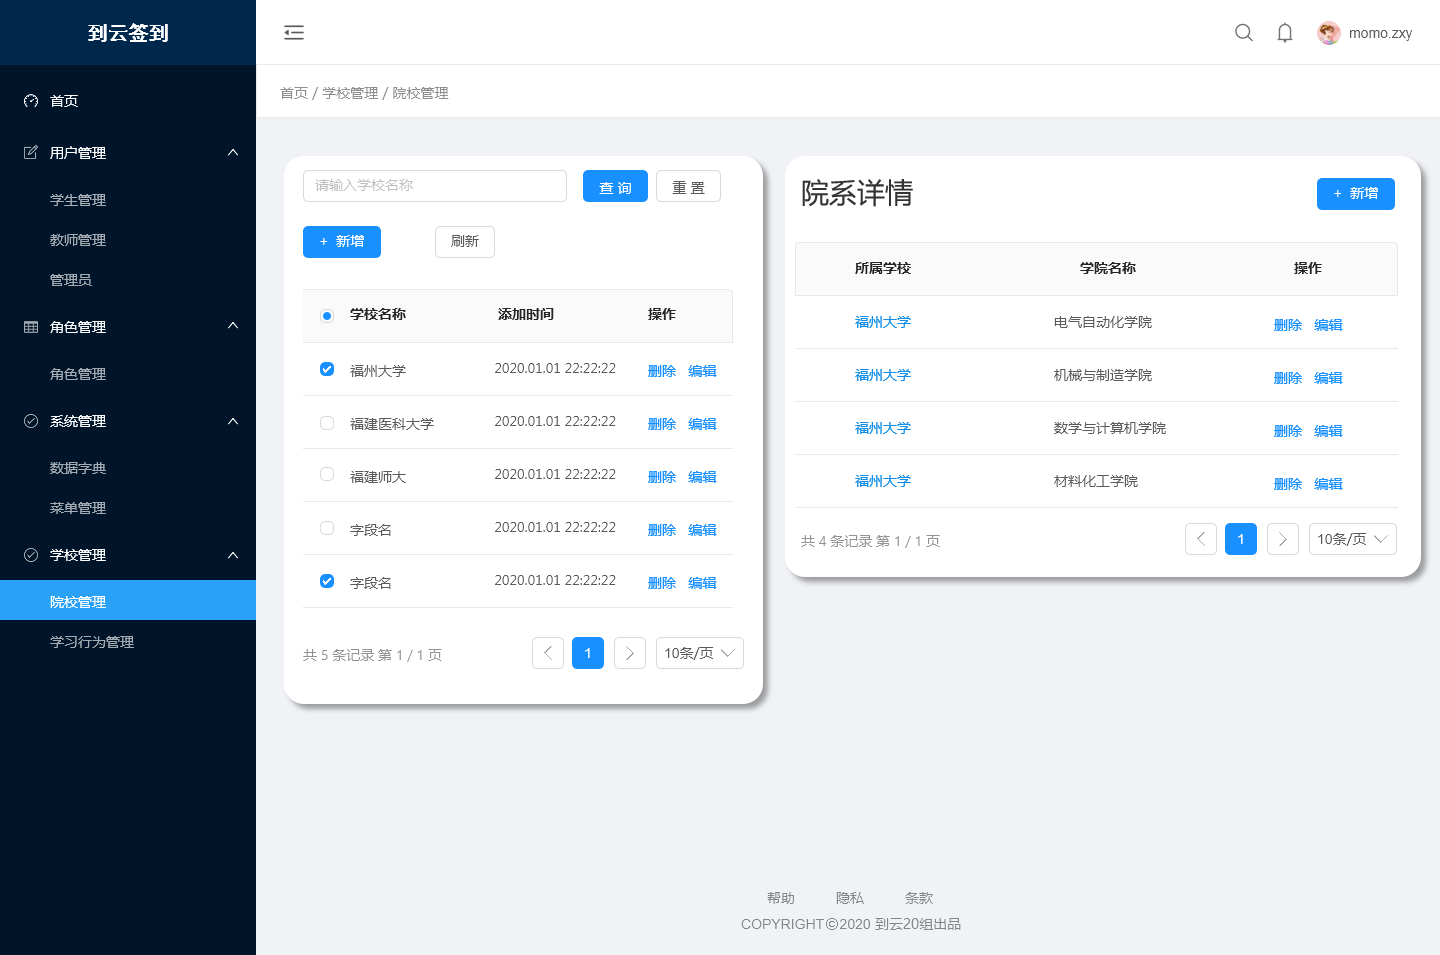 到云签到
首页
用户管理
学生管理
教师管理
管理员
角色管理
角色管理
系统管理
数据字典
菜单管理
学校管理
院校管理
学习行为管理
momo.zxy
首页 / 学校管理 / 院校管理
请输入学校名称 查 询 重 置
+ 新增 刷新
学校名称 添加时间 操作
福州大学 2020.01.01 22:22:22 删除 编辑
福建医科大学 2020.01.01 22:22:22 删除 编辑
福建师大 2020.01.01 22:22:22 删除 编辑
字段名 2020.01.01 22:22:22 删除 编辑
字段名 2020.01.01 22:22:22 删除 编辑
共 5 条记录 第 1 / 1 页 1 10条/页
院系详情 + 新增
所属学校 学院名称 操作
福州大学 电气自动化学院 删除 编辑
福州大学 机械与制造学院 删除 编辑
福州大学 数学与计算机学院 删除 编辑
福州大学 材料化工学院 删除 编辑
共 4 条记录 第 1 / 1 页 1 10条/页
帮助 隐私 条款
COPYRIGHT©2020 到云20组出品